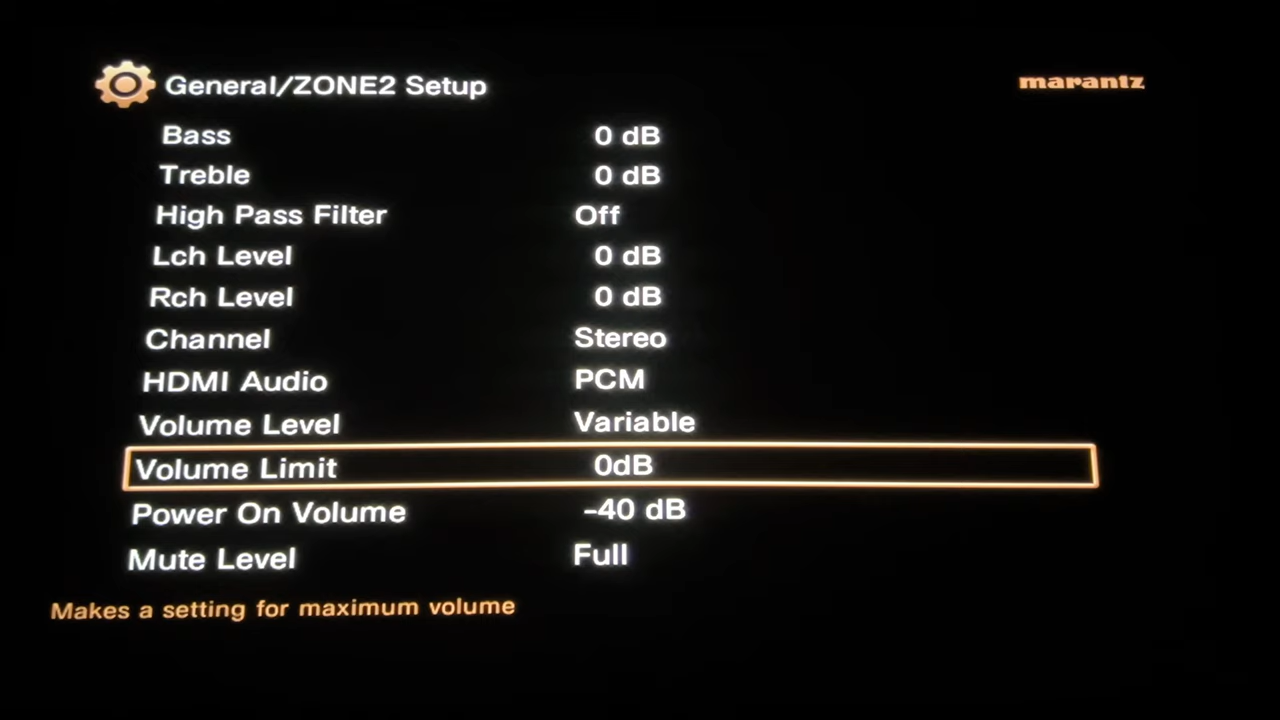 General/ZONE2 Setup
marantz
Bass 0 dB
Treble 0 dB
High Pass Filter Off
Lch Level 0 dB
Rch Level 0 dB
Channel Stereo
HDMI Audio PCM
Volume Level Variable
Volume Limit 0dB
Power On Volume -40 dB
Mute Level Full
Makes a setting for maximum volume